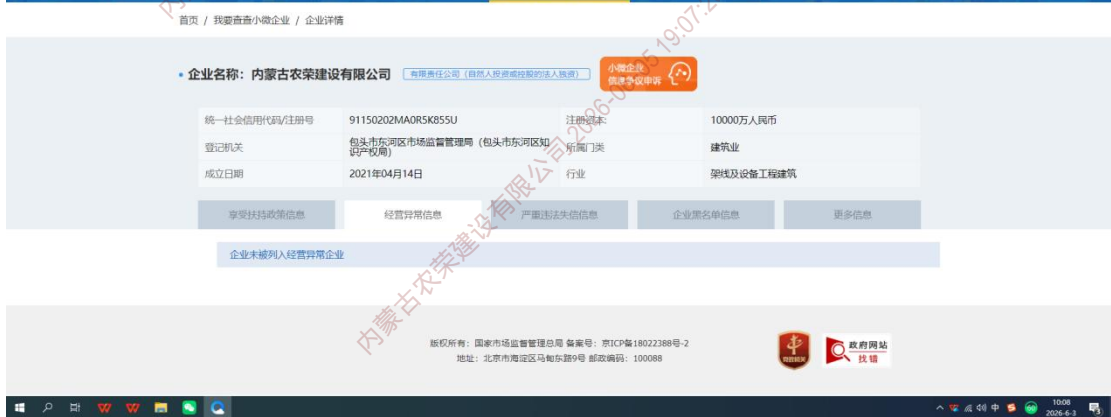 首页 / 我要查查小微企业 / 企业详情
企业名称：内蒙古农荣建设有限公司 有限责任公司（自然人投资或控股的法人独资）
小微企业
信息争议申诉
统一社会信用代码/注册号 91150202MA0R5K855U 注册资本: 10000万人民币
登记机关 包头市东河区市场监督管理局（包头市东河区知识产权局） 所属门类 建筑业
成立日期 2021年04月14日 行业 架线及设备工程建筑
享受扶持政策信息 经营异常信息 严重违法失信信息 企业黑名单信息 更多信息
企业未被列入经营异常企业
内蒙古农荣建设有限公司 2026-06-05 19:07:2
版权所有：国家市场监督管理总局 备案号：京ICP备18022388号-2
地址：北京市海淀区马甸东路9号 邮政编码：100088
党政机关
政府网站
找错
中
10:08
2026-6-3